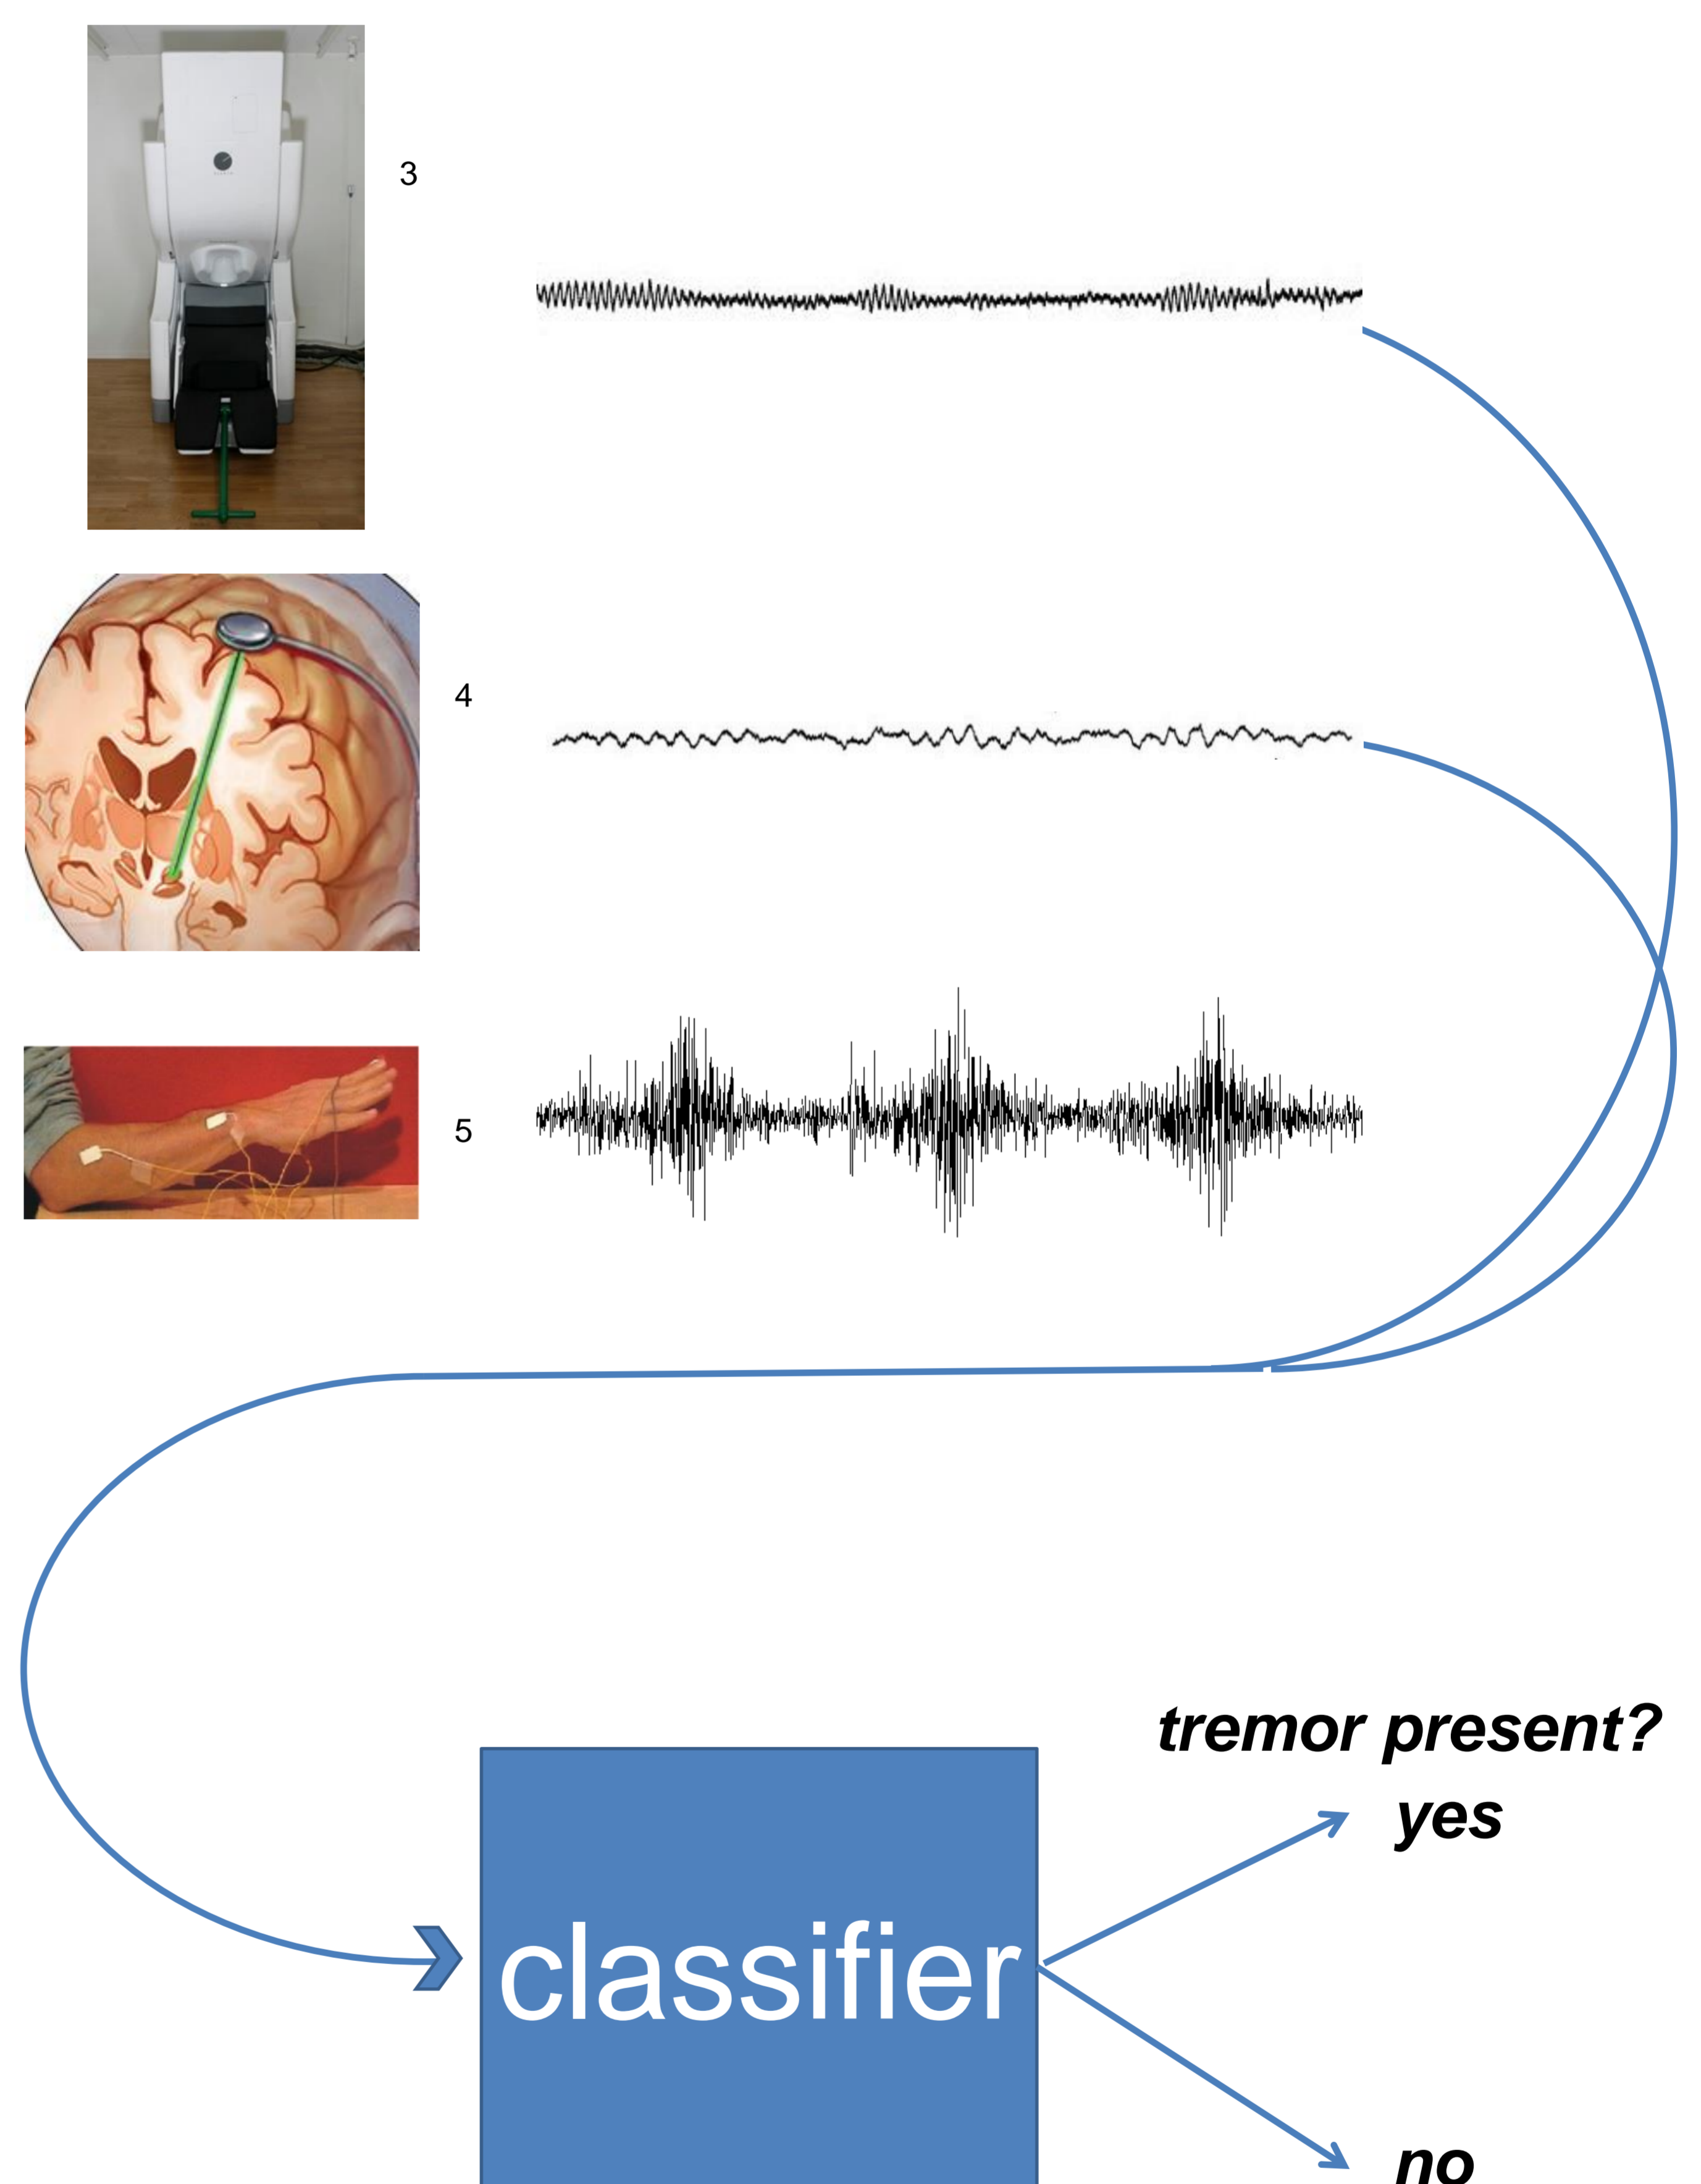 3
4
5
tremor present?
yes
classifier
no